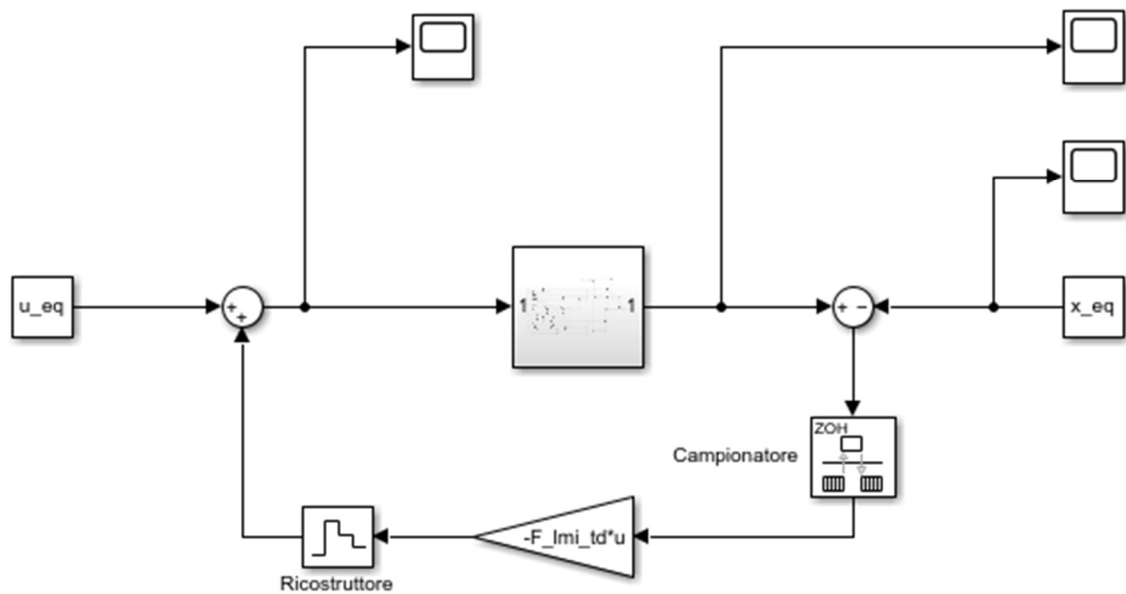 u_eq
+
+
1
1
+ −
x_eq
ZOH
Campionatore
-F_lmi_td*u
Ricostruttore